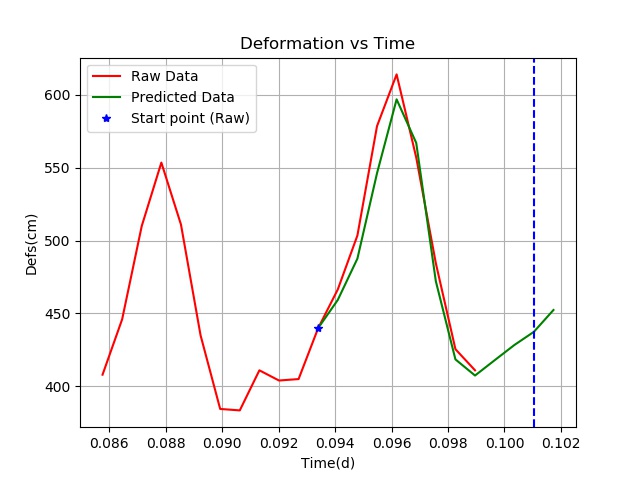 Deformation vs Time
Raw Data
Predicted Data
Start point (Raw)
600
550
500
450
400
Defs(cm)
0.086 0.088 0.090 0.092 0.094 0.096 0.098 0.100 0.102
Time(d)